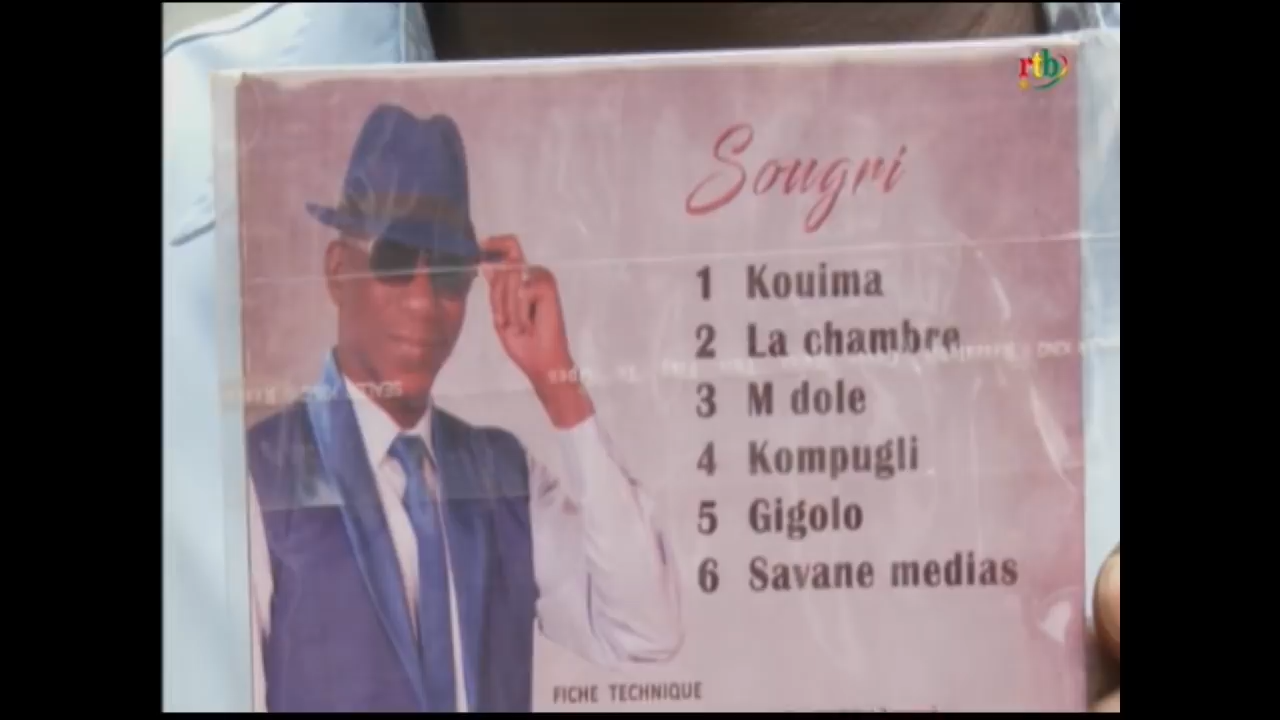 rtb
Sougri
1 Kouima
2 La chambre
3 M dole
4 Kompugli
5 Gigolo
6 Savane medias
FICHE TECHNIQUE